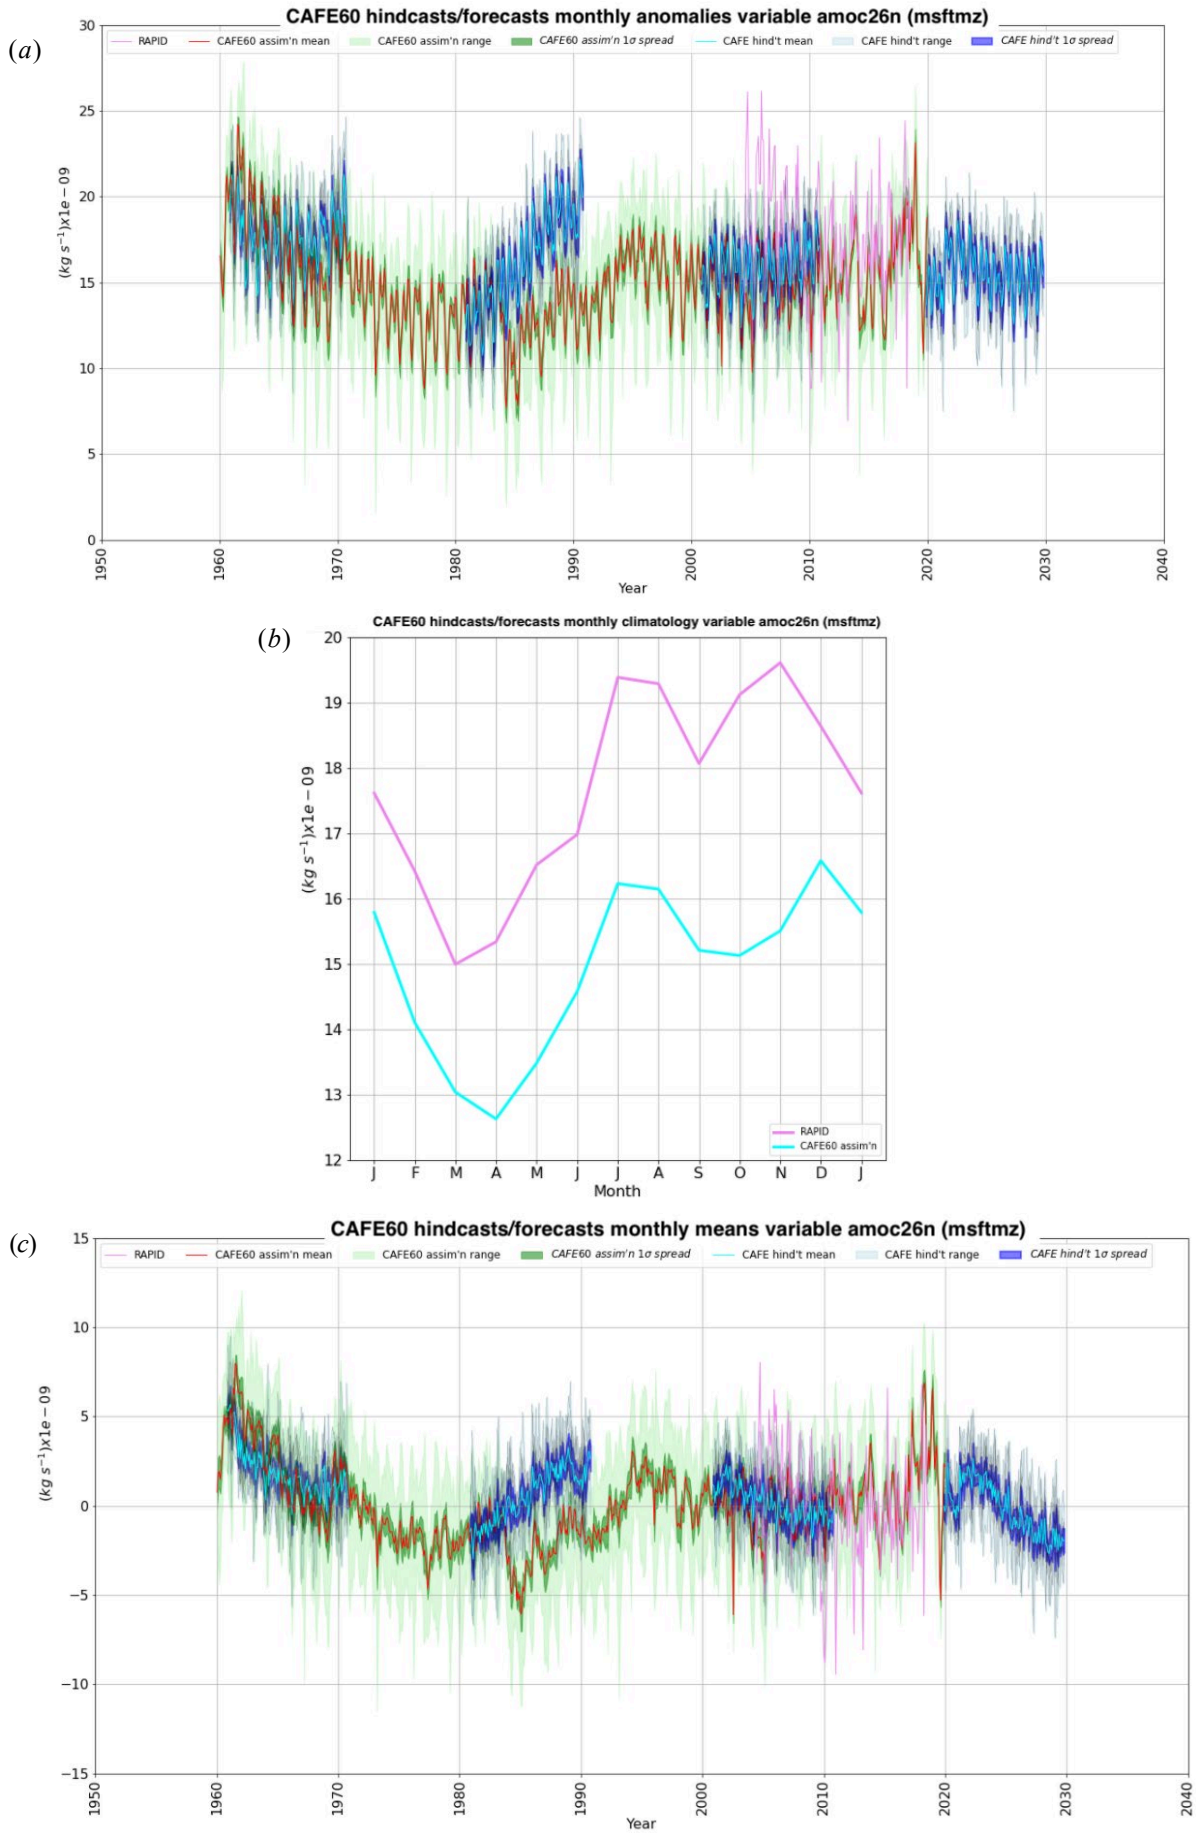 (a)
CAFE60 hindcasts/forecasts monthly anomalies variable amoc26n (msftmz)
RAPID CAFE60 assim'n mean CAFE60 assim'n range CAFE60 assim'n 1σ spread CAFE hind't mean CAFE hind't range CAFE hind't 1σ spread
30
25
20
15
10
5
0
(kg s⁻¹)x1e − 09
1950 1960 1970 1980 1990 2000 2010 2020 2030 2040
Year
(b)
CAFE60 hindcasts/forecasts monthly climatology variable amoc26n (msftmz)
20
19
18
17
16
15
14
13
12
(kg s⁻¹)x1e − 09
RAPID
CAFE60 assim'n
J F M A M J J A S O N D J
Month
(c)
CAFE60 hindcasts/forecasts monthly means variable amoc26n (msftmz)
RAPID CAFE60 assim'n mean CAFE60 assim'n range CAFE60 assim'n 1σ spread CAFE hind't mean CAFE hind't range CAFE hind't 1σ spread
15
10
5
0
−5
−10
−15
(kg s⁻¹)x1e − 09
1950 1960 1970 1980 1990 2000 2010 2020 2030 2040
Year